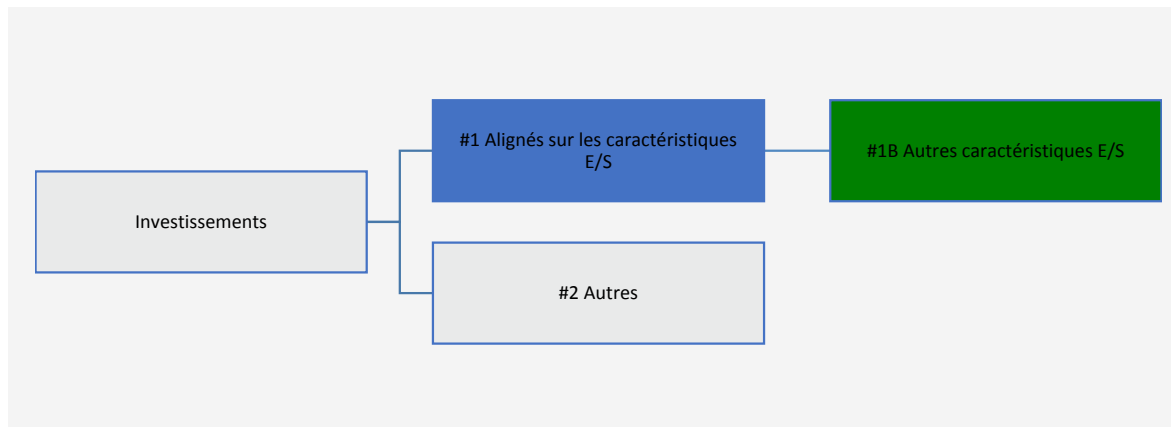 #1 Alignés sur les caractéristiques
E/S
#1B Autres caractéristiques E/S
Investissements
#2 Autres